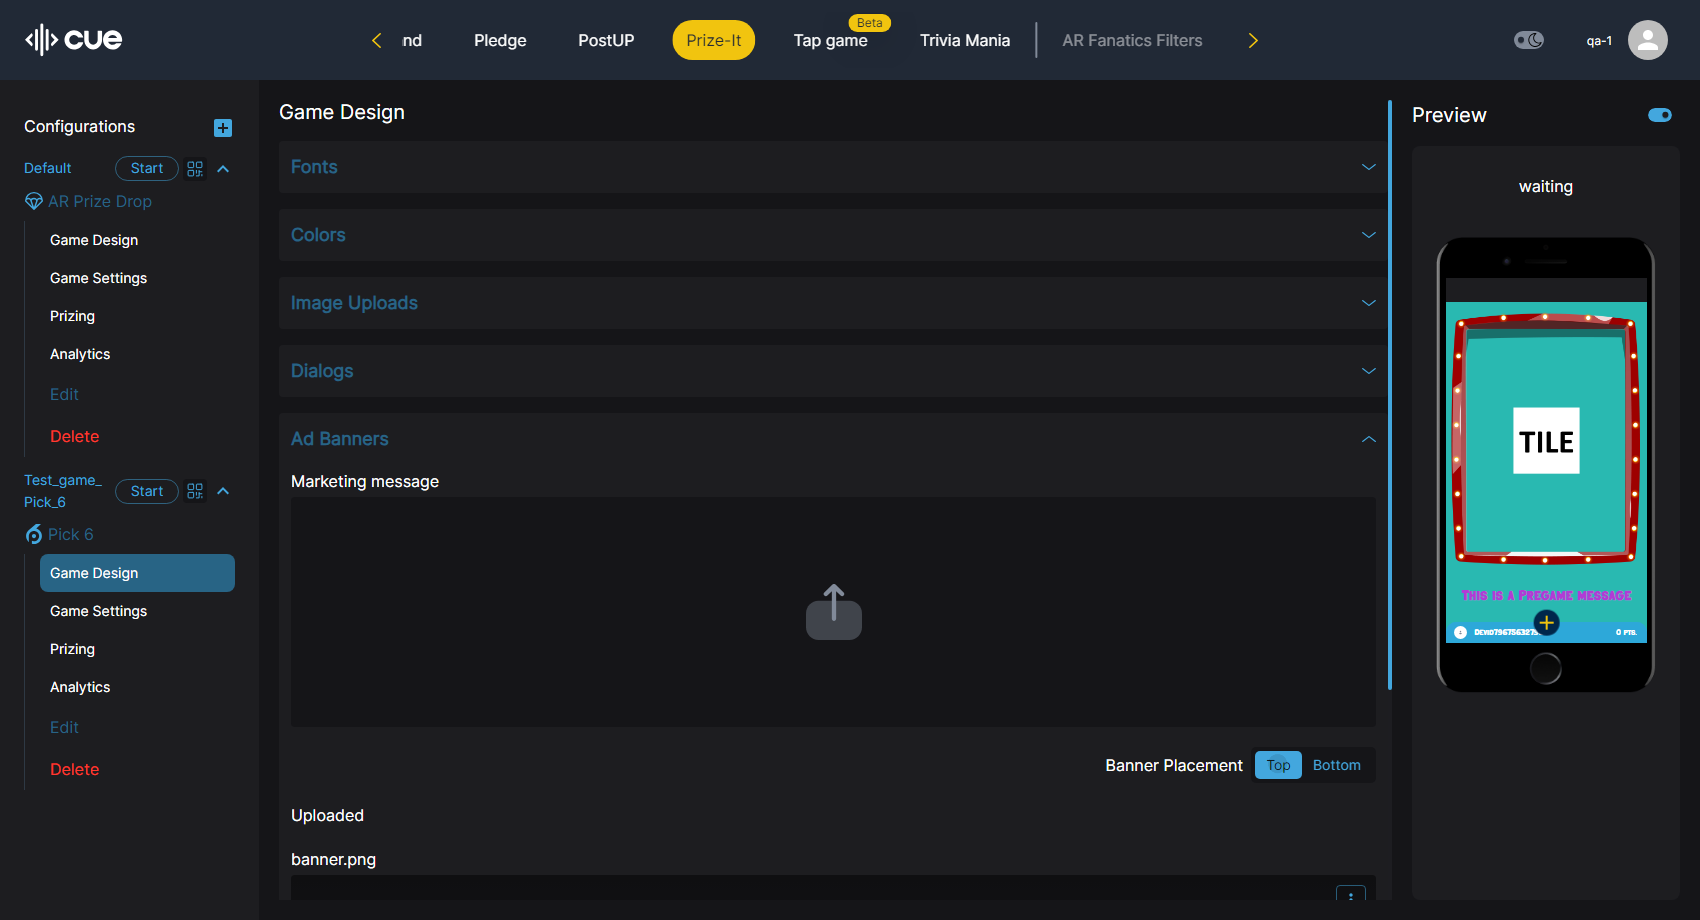 cue
nd
Pledge
PostUP
Prize-It
Beta
Tap game
Trivia Mania
AR Fanatics Filters
qa-1
Configurations
Default
Start
AR Prize Drop
Game Design
Game Settings
Prizing
Analytics
Edit
Delete
Test_game_
Pick_6
Start
Pick 6
Game Design
Game Settings
Prizing
Analytics
Edit
Delete
Game Design
Fonts
Colors
Image Uploads
Dialogs
Ad Banners
Marketing message
Banner Placement
Top
Bottom
Uploaded
banner.png
Preview
waiting
TILE
This is a Pregame message
0 pts.